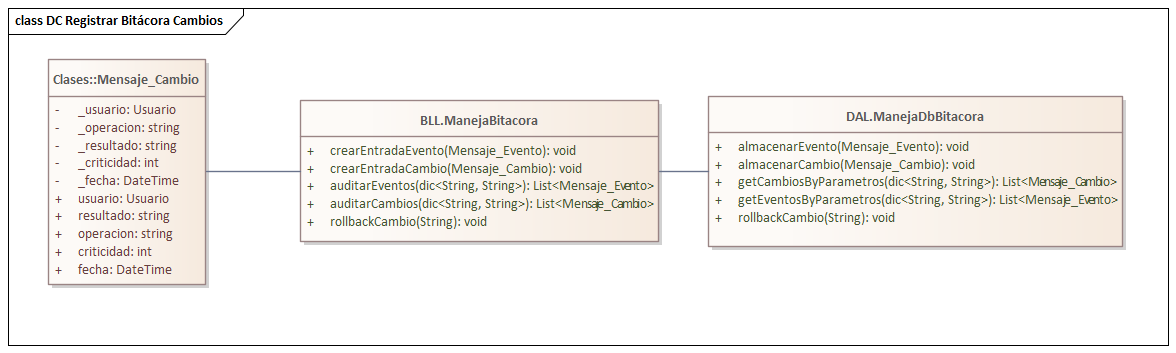 class DC Registrar Bitácora Cambios
Clases::Mensaje_Cambio
- _usuario: Usuario
- _operacion: string
- _resultado: string
- _criticidad: int
- _fecha: DateTime
+ usuario: Usuario
+ resultado: string
+ operacion: string
+ criticidad: int
+ fecha: DateTime
BLL.ManejaBitacora
+ crearEntradaEvento(Mensaje_Evento): void
+ crearEntradaCambio(Mensaje_Cambio): void
+ auditarEventos(dic<String, String>): List<Mensaje_Evento>
+ auditarCambios(dic<String, String>): List<Mensaje_Cambio>
+ rollbackCambio(String): void
DAL.ManejaDbBitacora
+ almacenarEvento(Mensaje_Evento): void
+ almacenarCambio(Mensaje_Cambio): void
+ getCambiosByParametros(dic<String, String>): List<Mensaje_Cambio>
+ getEventosByParametros(dic<String, String>): List<Mensaje_Evento>
+ rollbackCambio(String): void